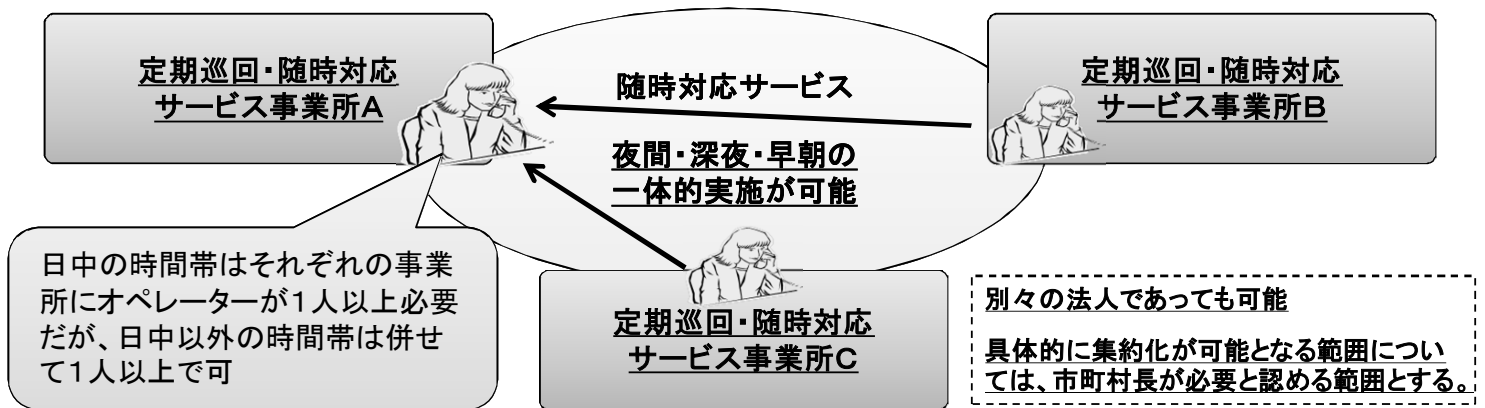 定期巡回・随時対応
サービス事業所A
随時対応サービス
定期巡回・随時対応
サービス事業所B
夜間・深夜・早朝の
一体的実施が可能
日中の時間帯はそれぞれの事業
所にオペレーターが1人以上必要
だが、日中以外の時間帯は併せ
て1人以上で可
定期巡回・随時対応
サービス事業所C
別々の法人であっても可能
具体的に集約化が可能となる範囲につい
ては、市町村長が必要と認める範囲とする。